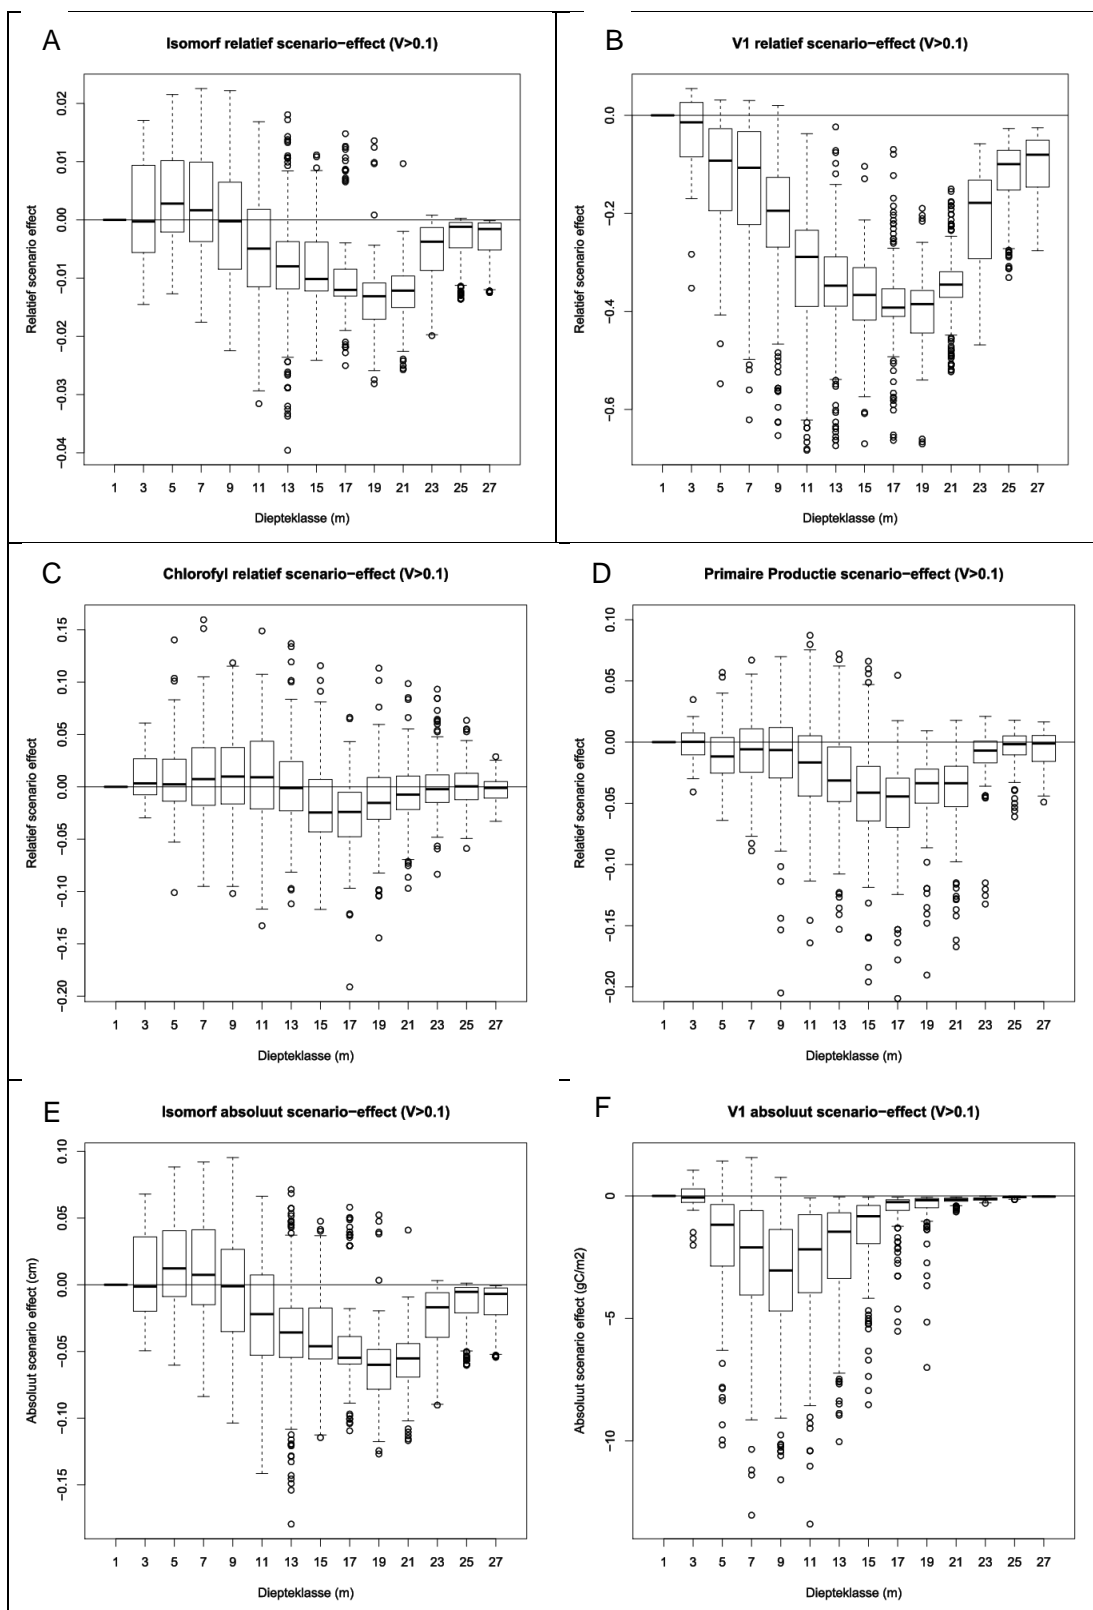 A
Isomorf relatief scenario−effect (V>0.1)
Relatief scenario effect
0.02
0.01
0.00
−0.01
−0.02
−0.03
−0.04
1 3 5 7 9 11 13 15 17 19 21 23 25 27
Diepteklasse (m)
B
V1 relatief scenario−effect (V>0.1)
Relatief scenario effect
0.0
−0.2
−0.4
−0.6
1 3 5 7 9 11 13 15 17 19 21 23 25 27
Diepteklasse (m)
C
Chlorofyl relatief scenario−effect (V>0.1)
Relatief scenario effect
0.15
0.10
0.05
0.00
−0.05
−0.10
−0.15
−0.20
1 3 5 7 9 11 13 15 17 19 21 23 25 27
Diepteklasse (m)
D
Primaire Productie scenario−effect (V>0.1)
Relatief scenario effect
0.10
0.05
0.00
−0.05
−0.10
−0.15
−0.20
1 3 5 7 9 11 13 15 17 19 21 23 25 27
Diepteklasse (m)
E
Isomorf absoluut scenario−effect (V>0.1)
Absoluut scenario effect (cm)
0.10
0.05
0.00
−0.05
−0.10
−0.15
1 3 5 7 9 11 13 15 17 19 21 23 25 27
Diepteklasse (m)
F
V1 absoluut scenario−effect (V>0.1)
Absoluut scenario effect (gC/m2)
0
−5
−10
1 3 5 7 9 11 13 15 17 19 21 23 25 27
Diepteklasse (m)